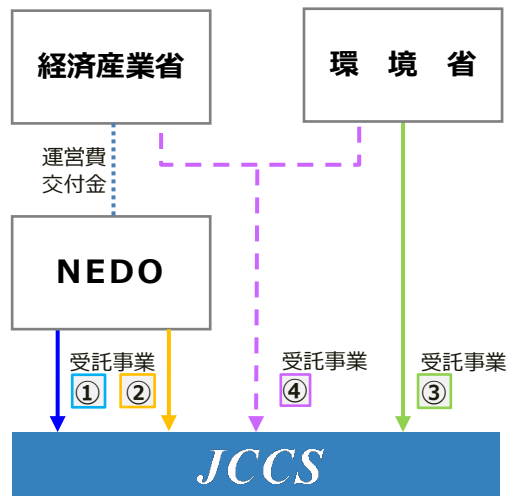 経済産業省
環 境 省
運営費
交付金
NEDO
受託事業
① ②
受託事業
④
受託事業
③
JCCS